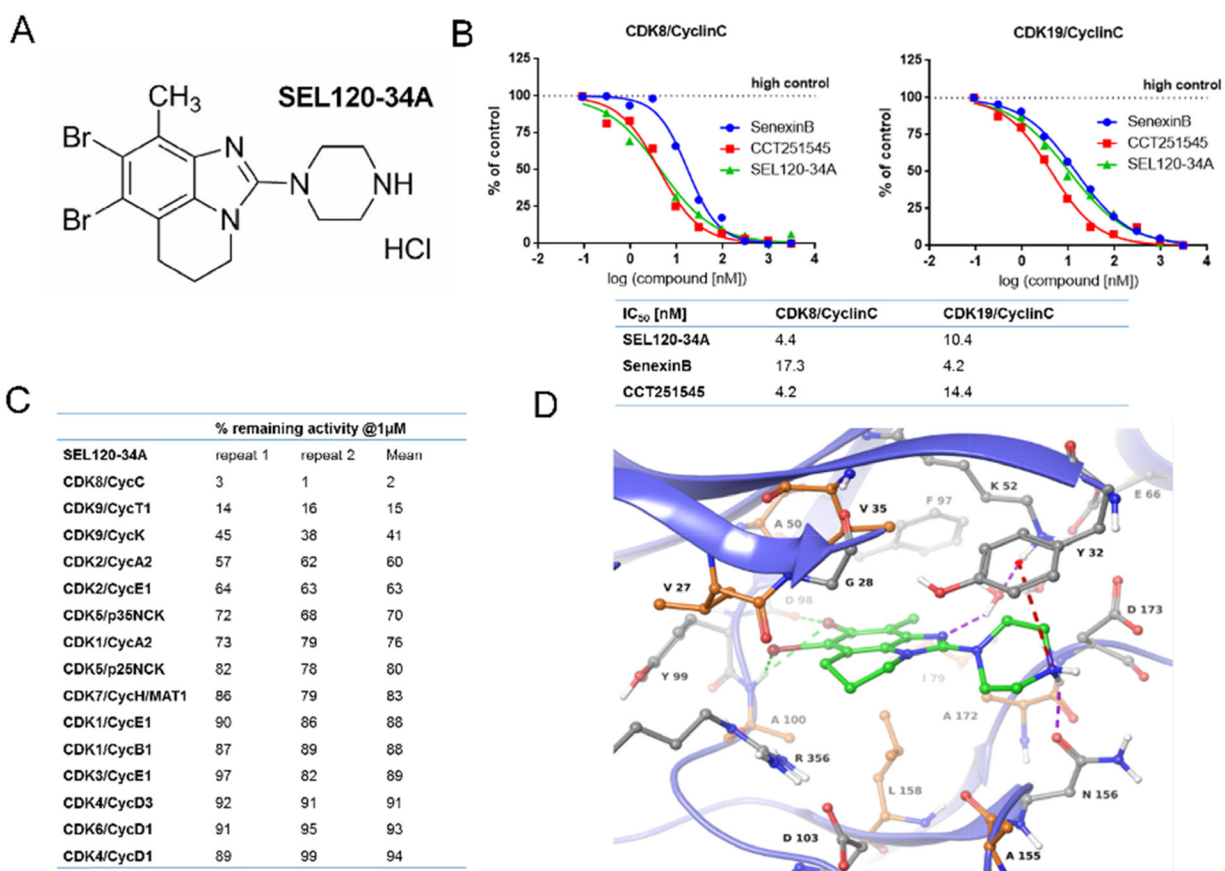 A
CH3
SEL120-34A
Br
Br
N
N
N
NH
HCl
B
CDK8/CyclinC
% of control
125
100
75
50
25
0
high control
SenexinB
CCT251545
SEL120-34A
-2 -1 0 1 2 3 4
log (compound [nM])
CDK19/CyclinC
% of control
125
100
75
50
25
0
high control
SenexinB
CCT251545
SEL120-34A
-2 -1 0 1 2 3 4
log (compound [nM])
IC50 [nM] CDK8/CyclinC CDK19/CyclinC
SEL120-34A 4.4 10.4
SenexinB 17.3 4.2
CCT251545 4.2 14.4
C
% remaining activity @1µM
SEL120-34A repeat 1 repeat 2 Mean
CDK8/CycC 3 1 2
CDK9/CycT1 14 16 15
CDK9/CycK 45 38 41
CDK2/CycA2 57 62 60
CDK2/CycE1 64 63 63
CDK5/p35NCK 72 68 70
CDK1/CycA2 73 79 76
CDK5/p25NCK 82 78 80
CDK7/CycH/MAT1 86 79 83
CDK1/CycE1 90 86 88
CDK1/CycB1 87 89 88
CDK3/CycE1 97 82 89
CDK4/CycD3 92 91 91
CDK6/CycD1 91 95 93
CDK4/CycD1 89 99 94
D
K 52
E 66
V 35
F 97
A 50
Y 32
G 28
V 27
D 98
D 173
Y 99
I 79
A 100
A 172
R 356
L 158
N 156
D 103
A 155